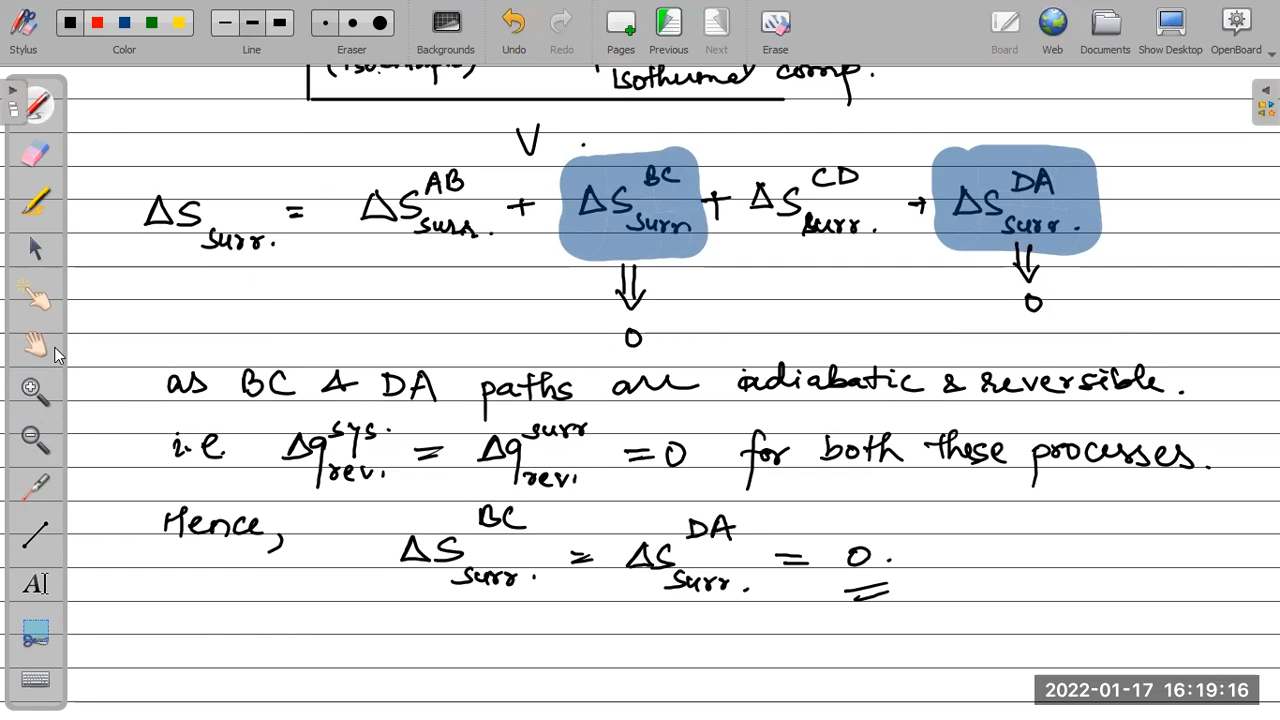 Stylus Color Line Eraser Backgrounds Undo Redo Pages Previous Next Erase Board Web Documents Show Desktop OpenBoard
Isothermal comp.
V
ΔS surr. = ΔS AB surr. + ΔS BC surr + ΔS CD surr. + ΔS DA surr.
0 0
as BC & DA paths are adiabatic & reversible.
i.e. Δq sys. rev. = Δq surr rev. = 0 for both these processes.
Hence, ΔS BC surr. = ΔS DA surr. = 0.
2022-01-17 16:19:16